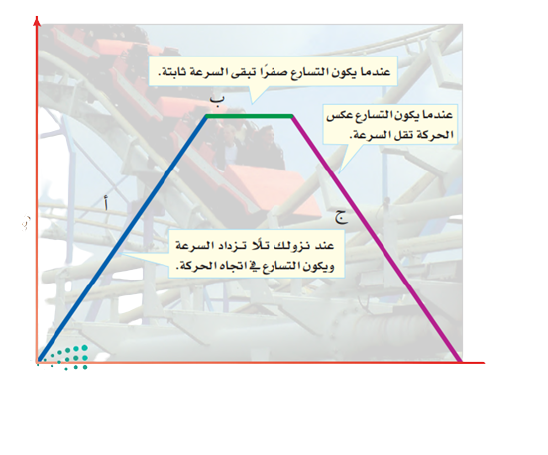 عندما يكون التسارع صفرًا تبقى السرعة ثابتة.
ب
عندما يكون التسارع عكس
الحركة تقل السرعة.
أ
ج
عند نزولك تلًا تزداد السرعة
ويكون التسارع في اتجاه الحركة.